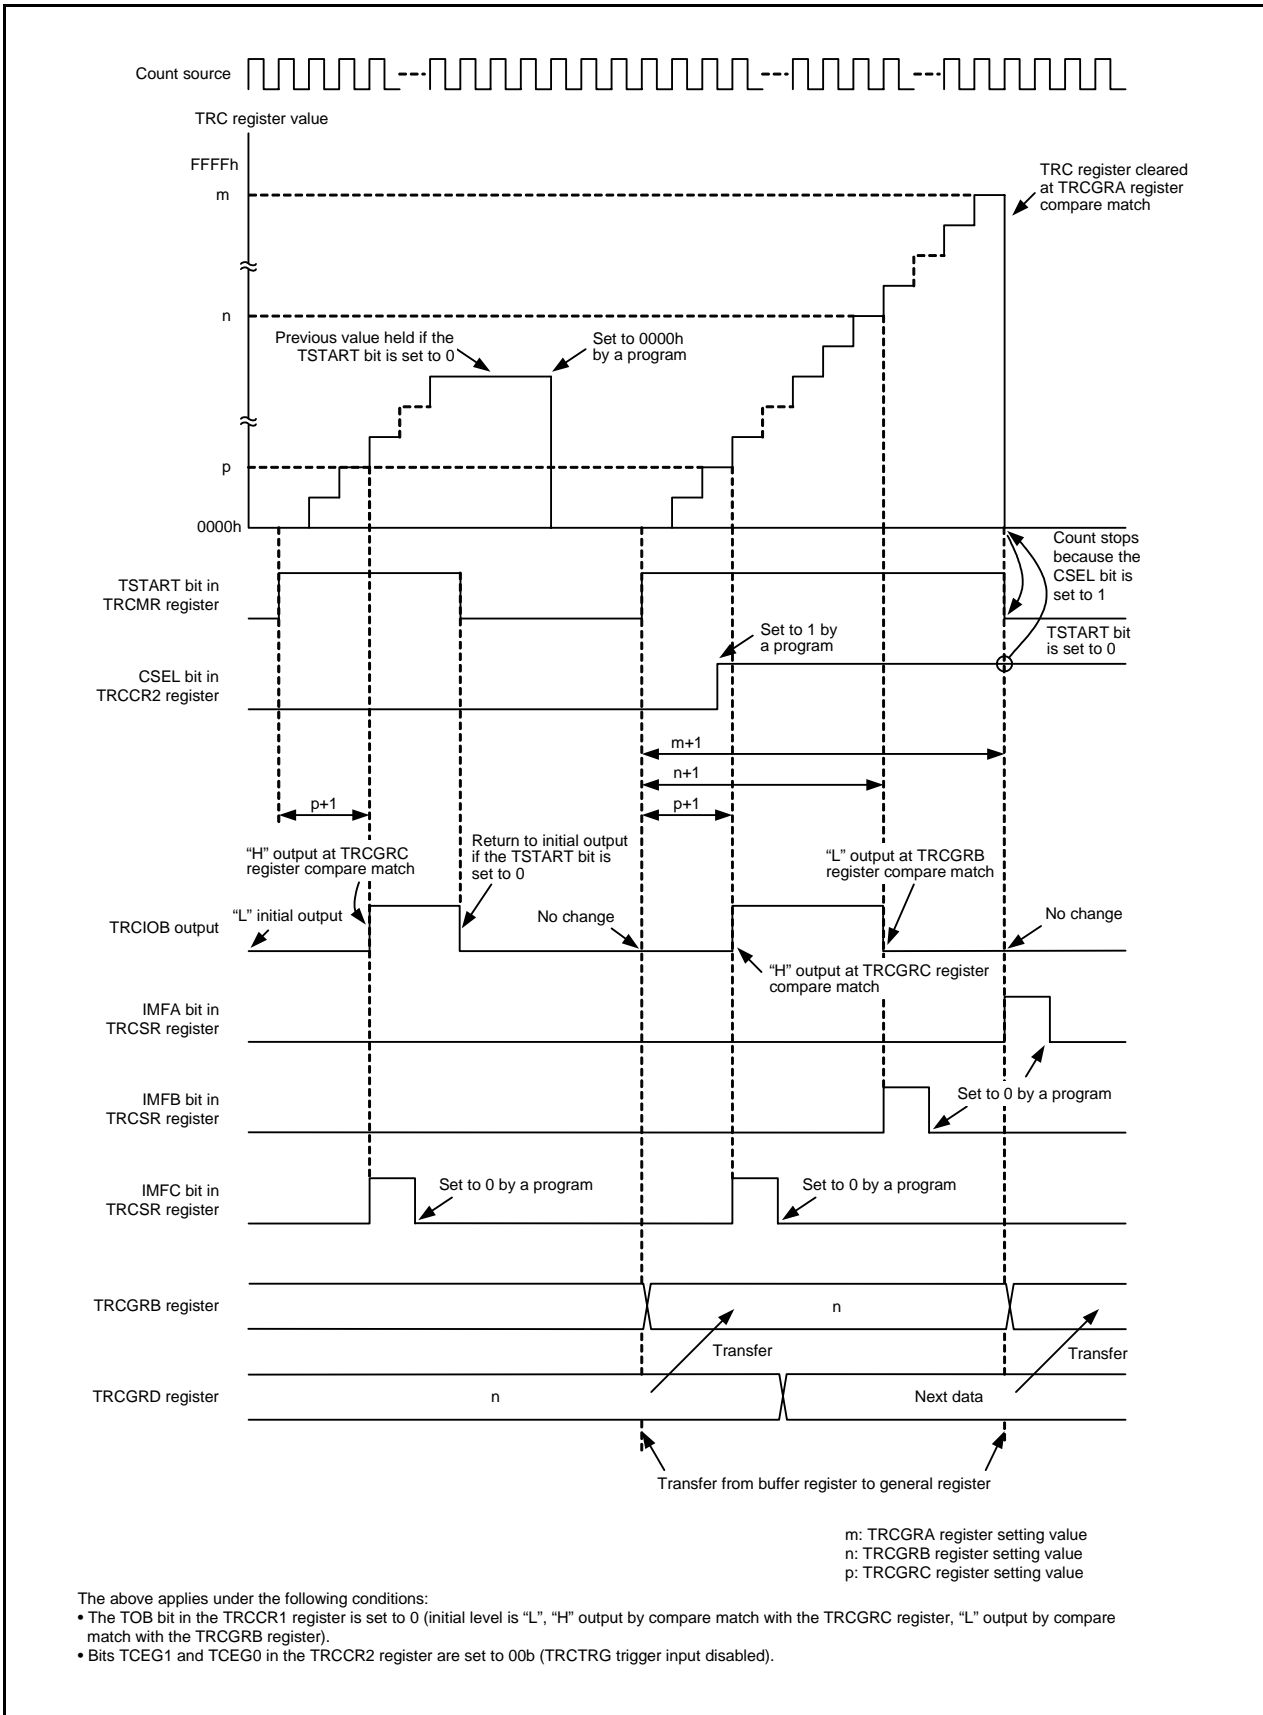 Count source
TRC register value
FFFFh
m
TRC register cleared
at TRCGRA register
compare match
n
Previous value held if the
TSTART bit is set to 0
Set to 0000h
by a program
p
0000h
Count stops
because the
CSEL bit is
set to 1
TSTART bit in
TRCMR register
Set to 1 by
a program
TSTART bit
is set to 0
CSEL bit in
TRCCR2 register
m+1
n+1
p+1
p+1
“H” output at TRCGRC
register compare match
Return to initial output
if the TSTART bit is
set to 0
“L” output at TRCGRB
register compare match
TRCIOB output
“L” initial output
No change
No change
“H” output at TRCGRC register
compare match
IMFA bit in
TRCSR register
IMFB bit in
TRCSR register
Set to 0 by a program
IMFC bit in
TRCSR register
Set to 0 by a program
Set to 0 by a program
TRCGRB register
n
Transfer
Transfer
TRCGRD register
n
Next data
Transfer from buffer register to general register
m: TRCGRA register setting value
n: TRCGRB register setting value
p: TRCGRC register setting value
The above applies under the following conditions:
• The TOB bit in the TRCCR1 register is set to 0 (initial level is “L”, “H” output by compare match with the TRCGRC register, “L” output by compare
match with the TRCGRB register).
• Bits TCEG1 and TCEG0 in the TRCCR2 register are set to 00b (TRCTRG trigger input disabled).